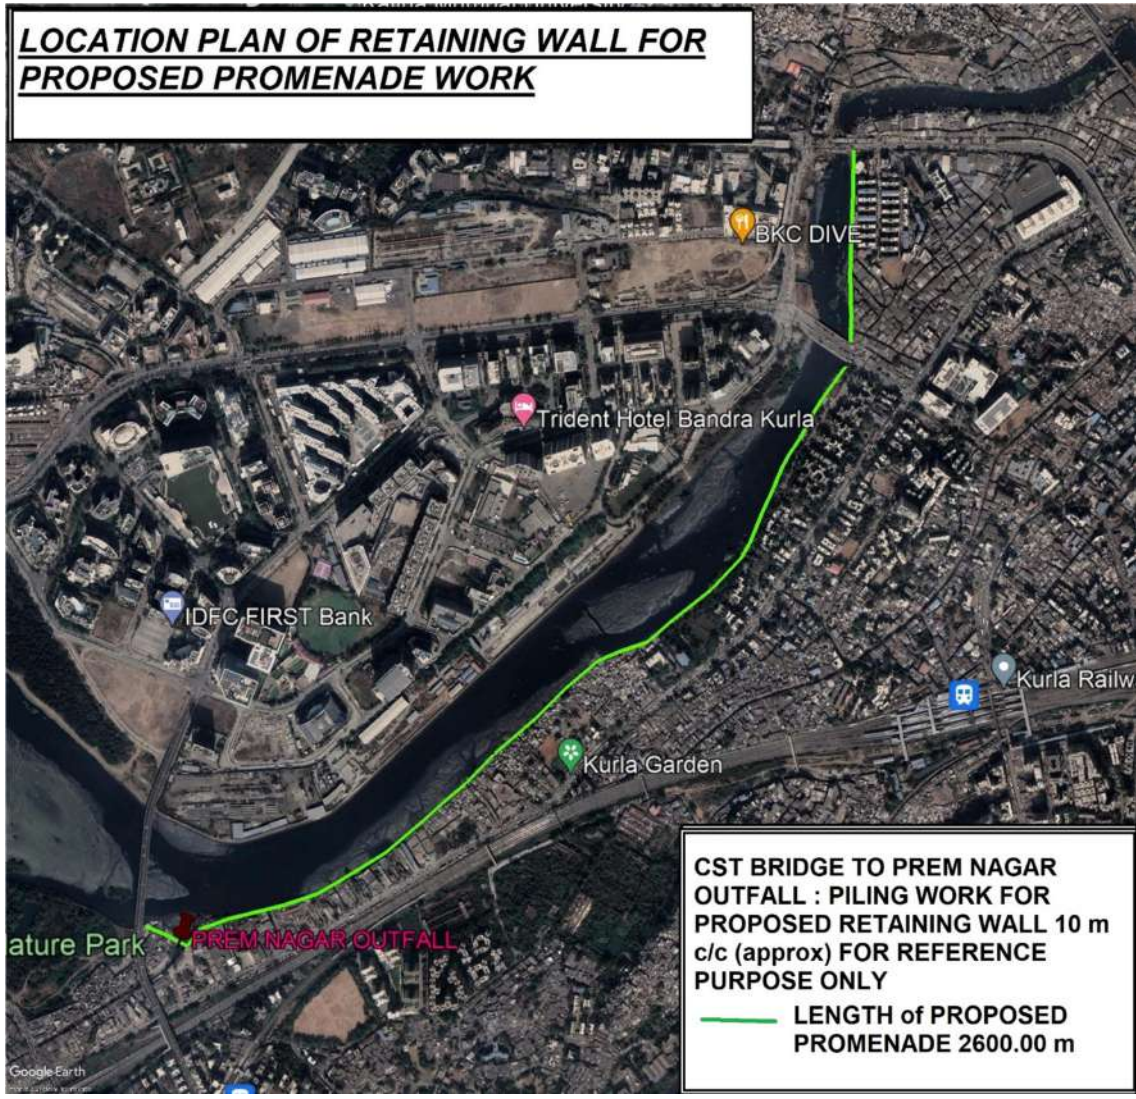 LOCATION PLAN OF RETAINING WALL FOR
PROPOSED PROMENADE WORK
BKC DIVE
Trident Hotel Bandra Kurla
IDFC FIRST Bank
Kurla Railw
Kurla Garden
ature Park
PREM NAGAR OUTFALL
CST BRIDGE TO PREM NAGAR
OUTFALL : PILING WORK FOR
PROPOSED RETAINING WALL 10 m
c/c (approx) FOR REFERENCE
PURPOSE ONLY
LENGTH of PROPOSED
PROMENADE 2600.00 m
Google Earth